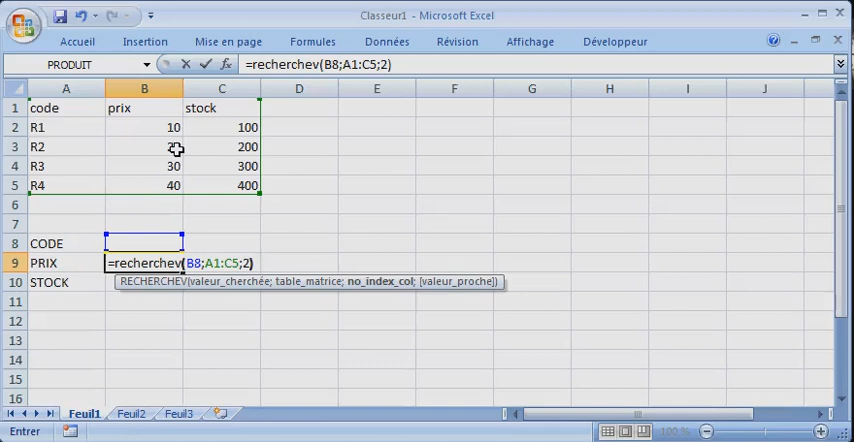 Classeur1 - Microsoft Excel
Accueil Insertion Mise en page Formules Données Révision Affichage Développeur
PRODUIT =recherchev(B8;A1:C5;2)
A B C D E F G H I J
1 code prix stock
2 R1 10 100
3 R2 200
4 R3 30 300
5 R4 40 400
6
7
8 CODE
9 PRIX =recherchev(B8;A1:C5;2)
RECHERCHEV(valeur_cherchée; table_matrice; no_index_col; [valeur_proche])
10 STOCK
11
12
13
14
15
16
Feuil1 Feuil2 Feuil3
Entrer 100 %